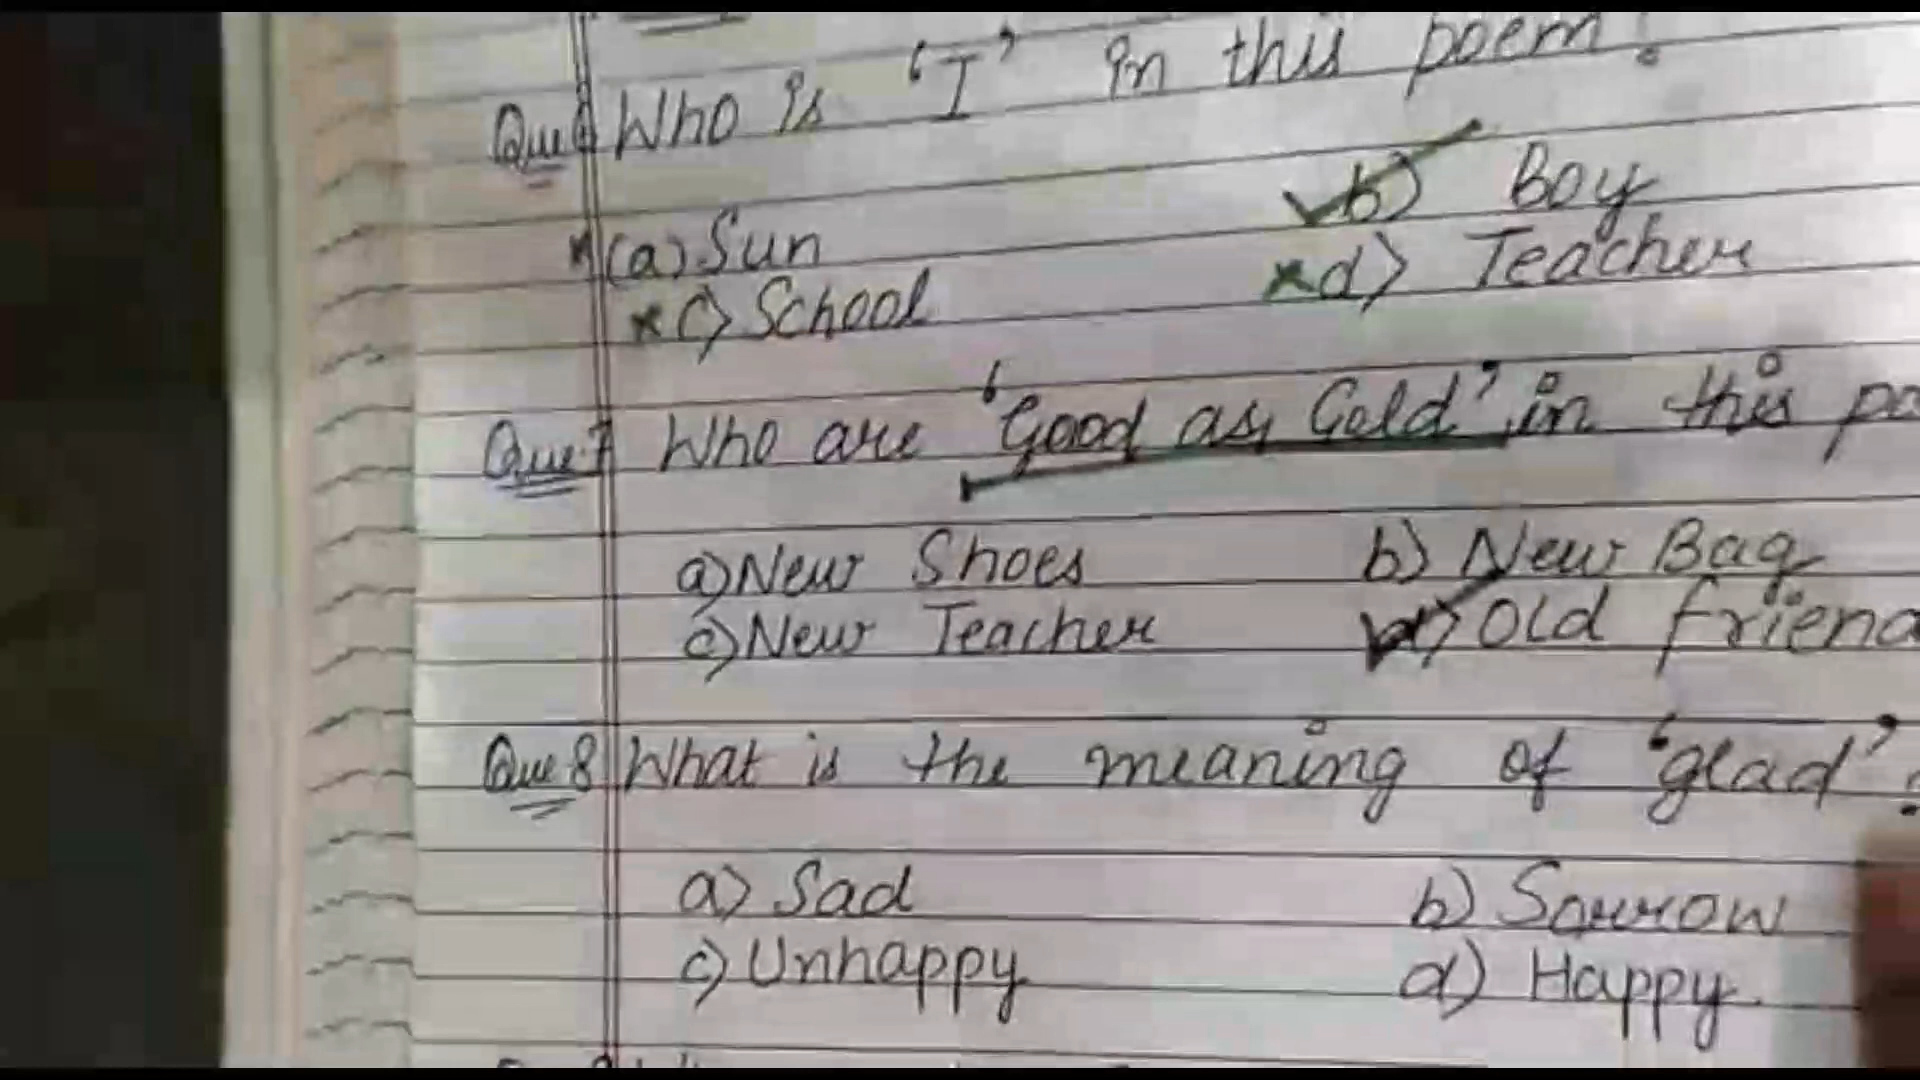 Que 6 Who is 'I' in this poem?
(a) Sun b) Boy
c) School d) Teacher
Que 7 Who are 'Good as Gold' in this po
a) New Shoes b) New Bag
c) New Teacher d) Old friend
Que 8 What is the meaning of 'glad'?
a) Sad b) Sorrow
c) Unhappy d) Happy.